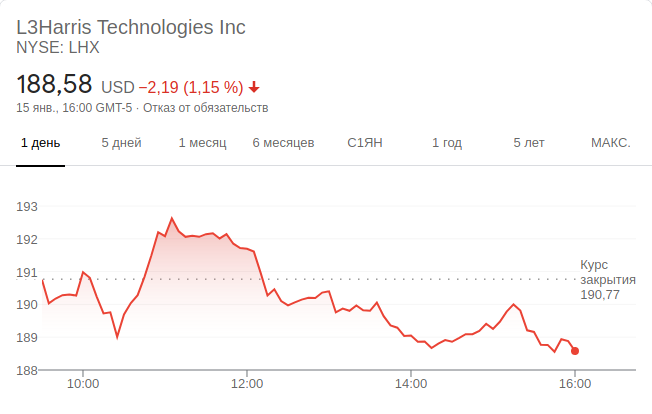 L3Harris Technologies Inc
NYSE: LHX
188,58 USD −2,19 (1,15 %)
15 янв., 16:00 GMT-5 · Отказ от обязательств
1 день 5 дней 1 месяц 6 месяцев С1ЯН 1 год 5 лет МАКС.
193
192
191
190
189
188
Курс
закрытия
190,77
10:00 12:00 14:00 16:00